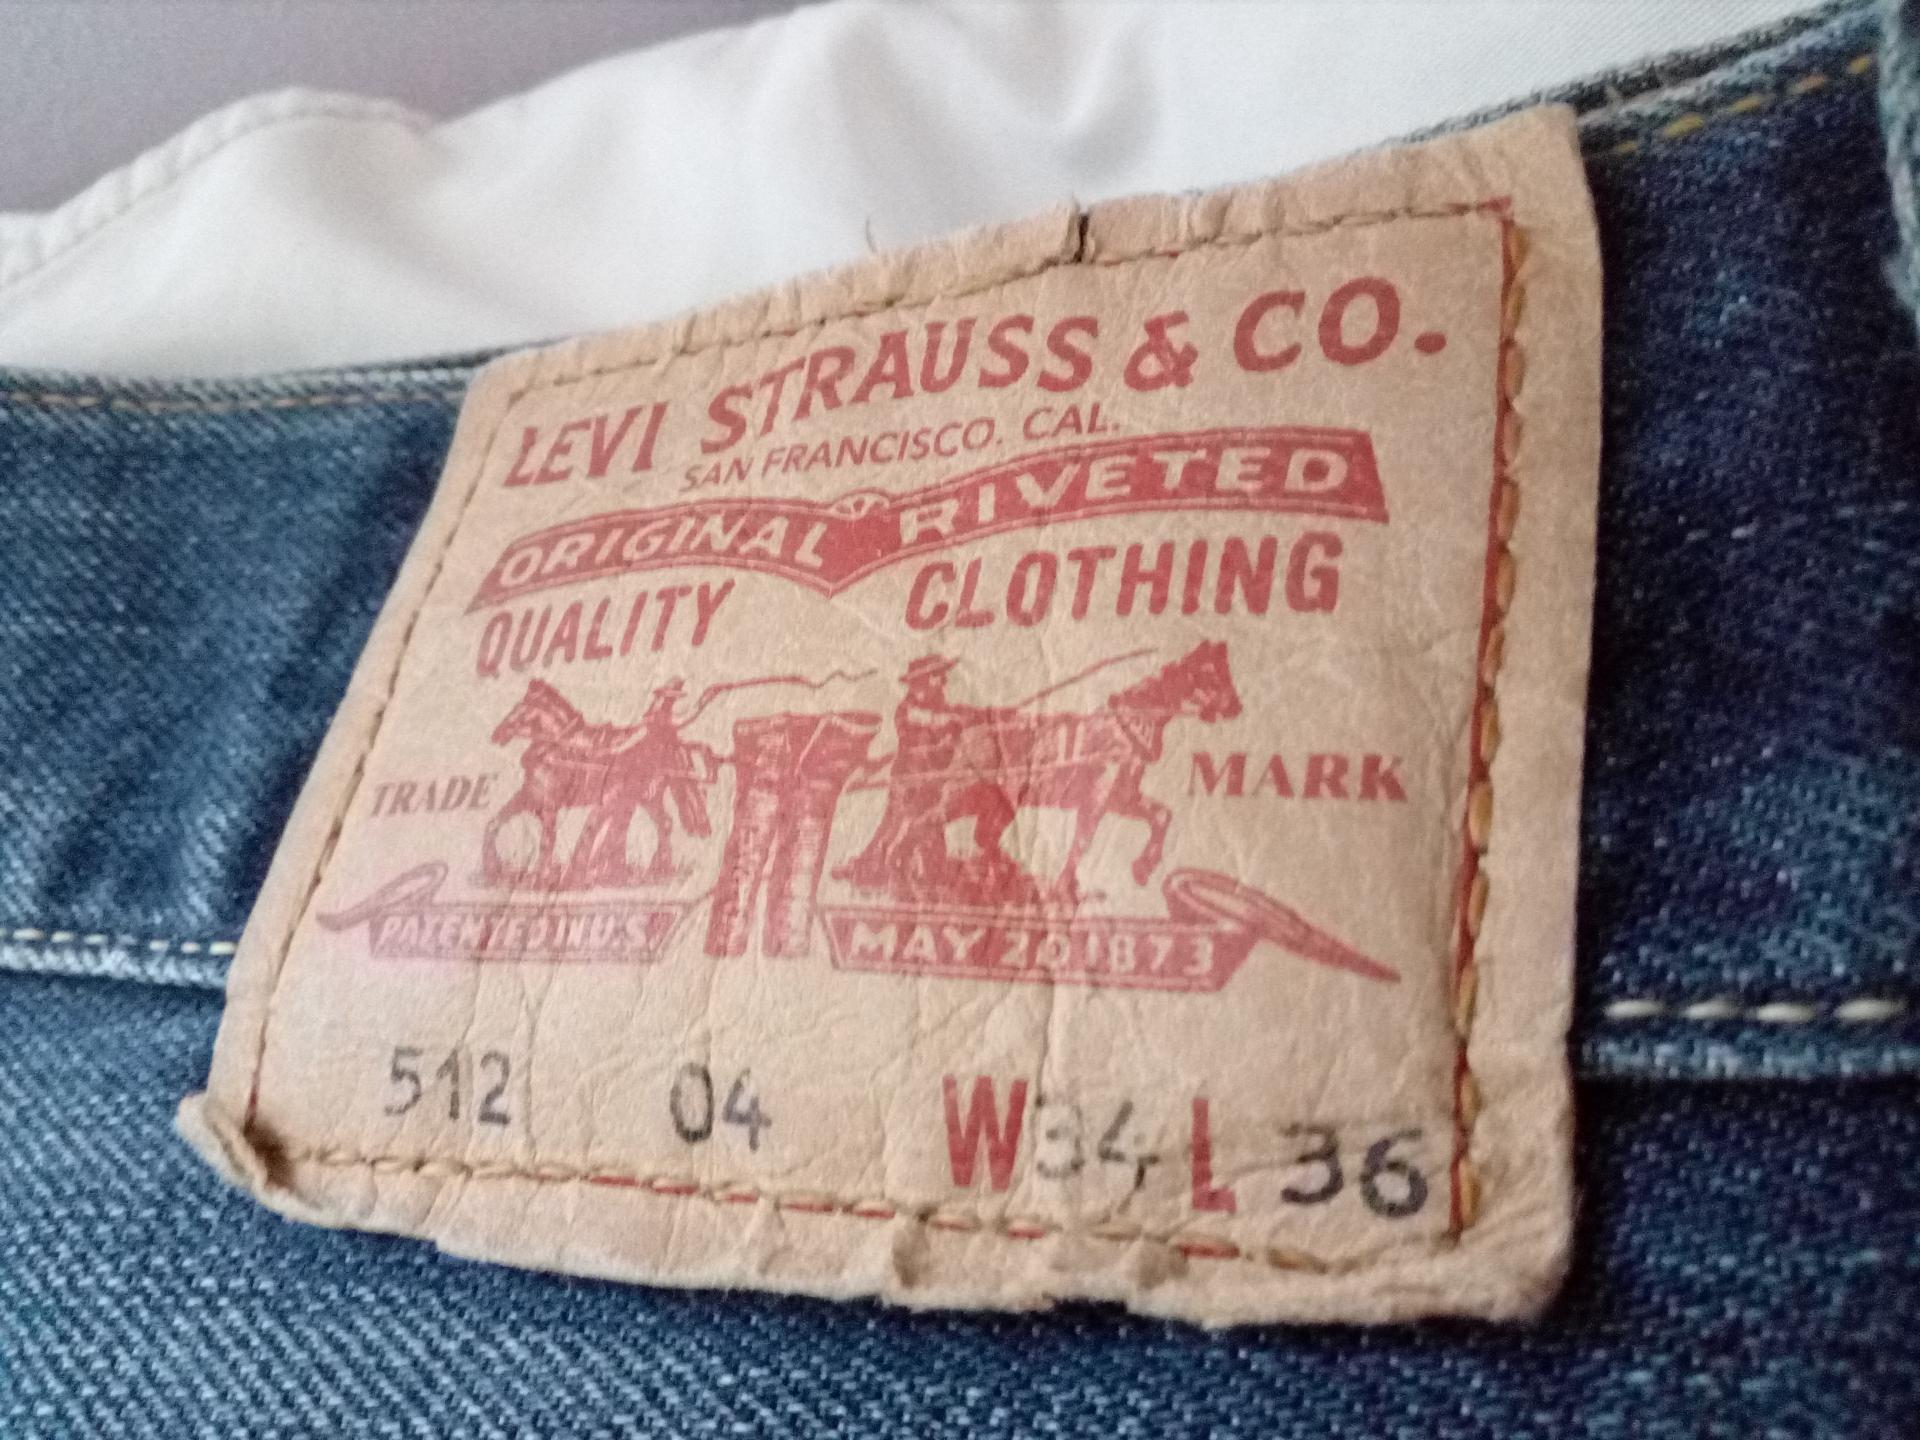 LEVI STRAUSS & CO.
SAN FRANCISCO. CAL.
ORIGINAL RIVETED
QUALITY CLOTHING
TRADE MARK
PATENTED IN U.S. MAY 20 1873
512 04 W 34 L 36